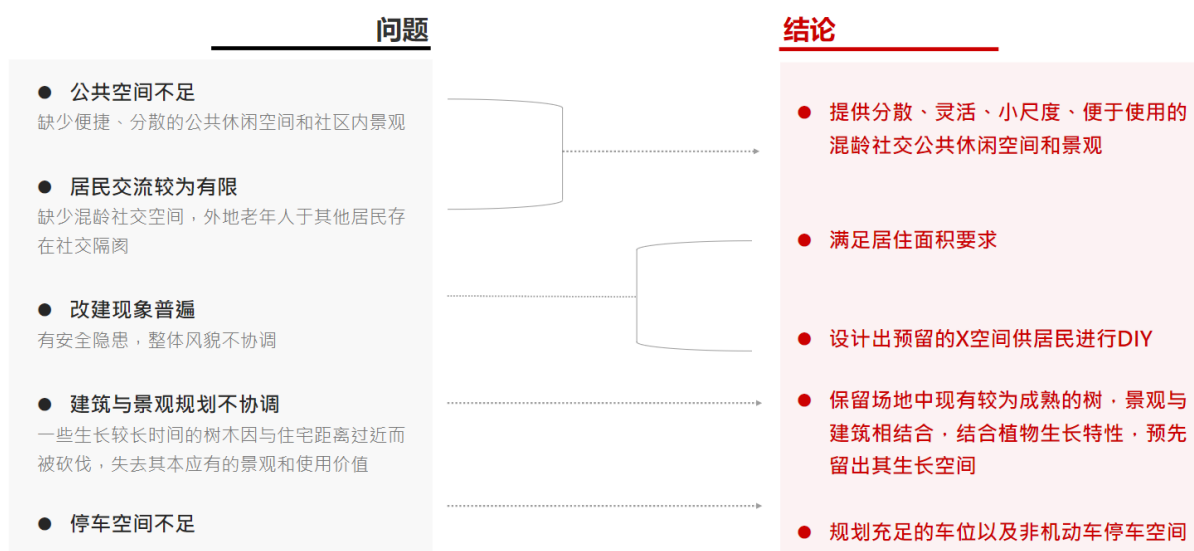 问题
● 公共空间不足
缺少便捷、分散的公共休闲空间和社区内景观
● 居民交流较为有限
缺少混龄社交空间，外地老年人于其他居民存
在社交隔阂
● 改建现象普遍
有安全隐患，整体风貌不协调
● 建筑与景观规划不协调
一些生长较长时间的树木因与住宅距离过近而
被砍伐，失去其本应有的景观和使用价值
● 停车空间不足
结论
● 提供分散、灵活、小尺度、便于使用的
混龄社交公共休闲空间和景观
● 满足居住面积要求
● 设计出预留的X空间供居民进行DIY
● 保留场地中现有较为成熟的树，景观与
建筑相结合，结合植物生长特性，预先
留出其生长空间
● 规划充足的车位以及非机动车停车空间